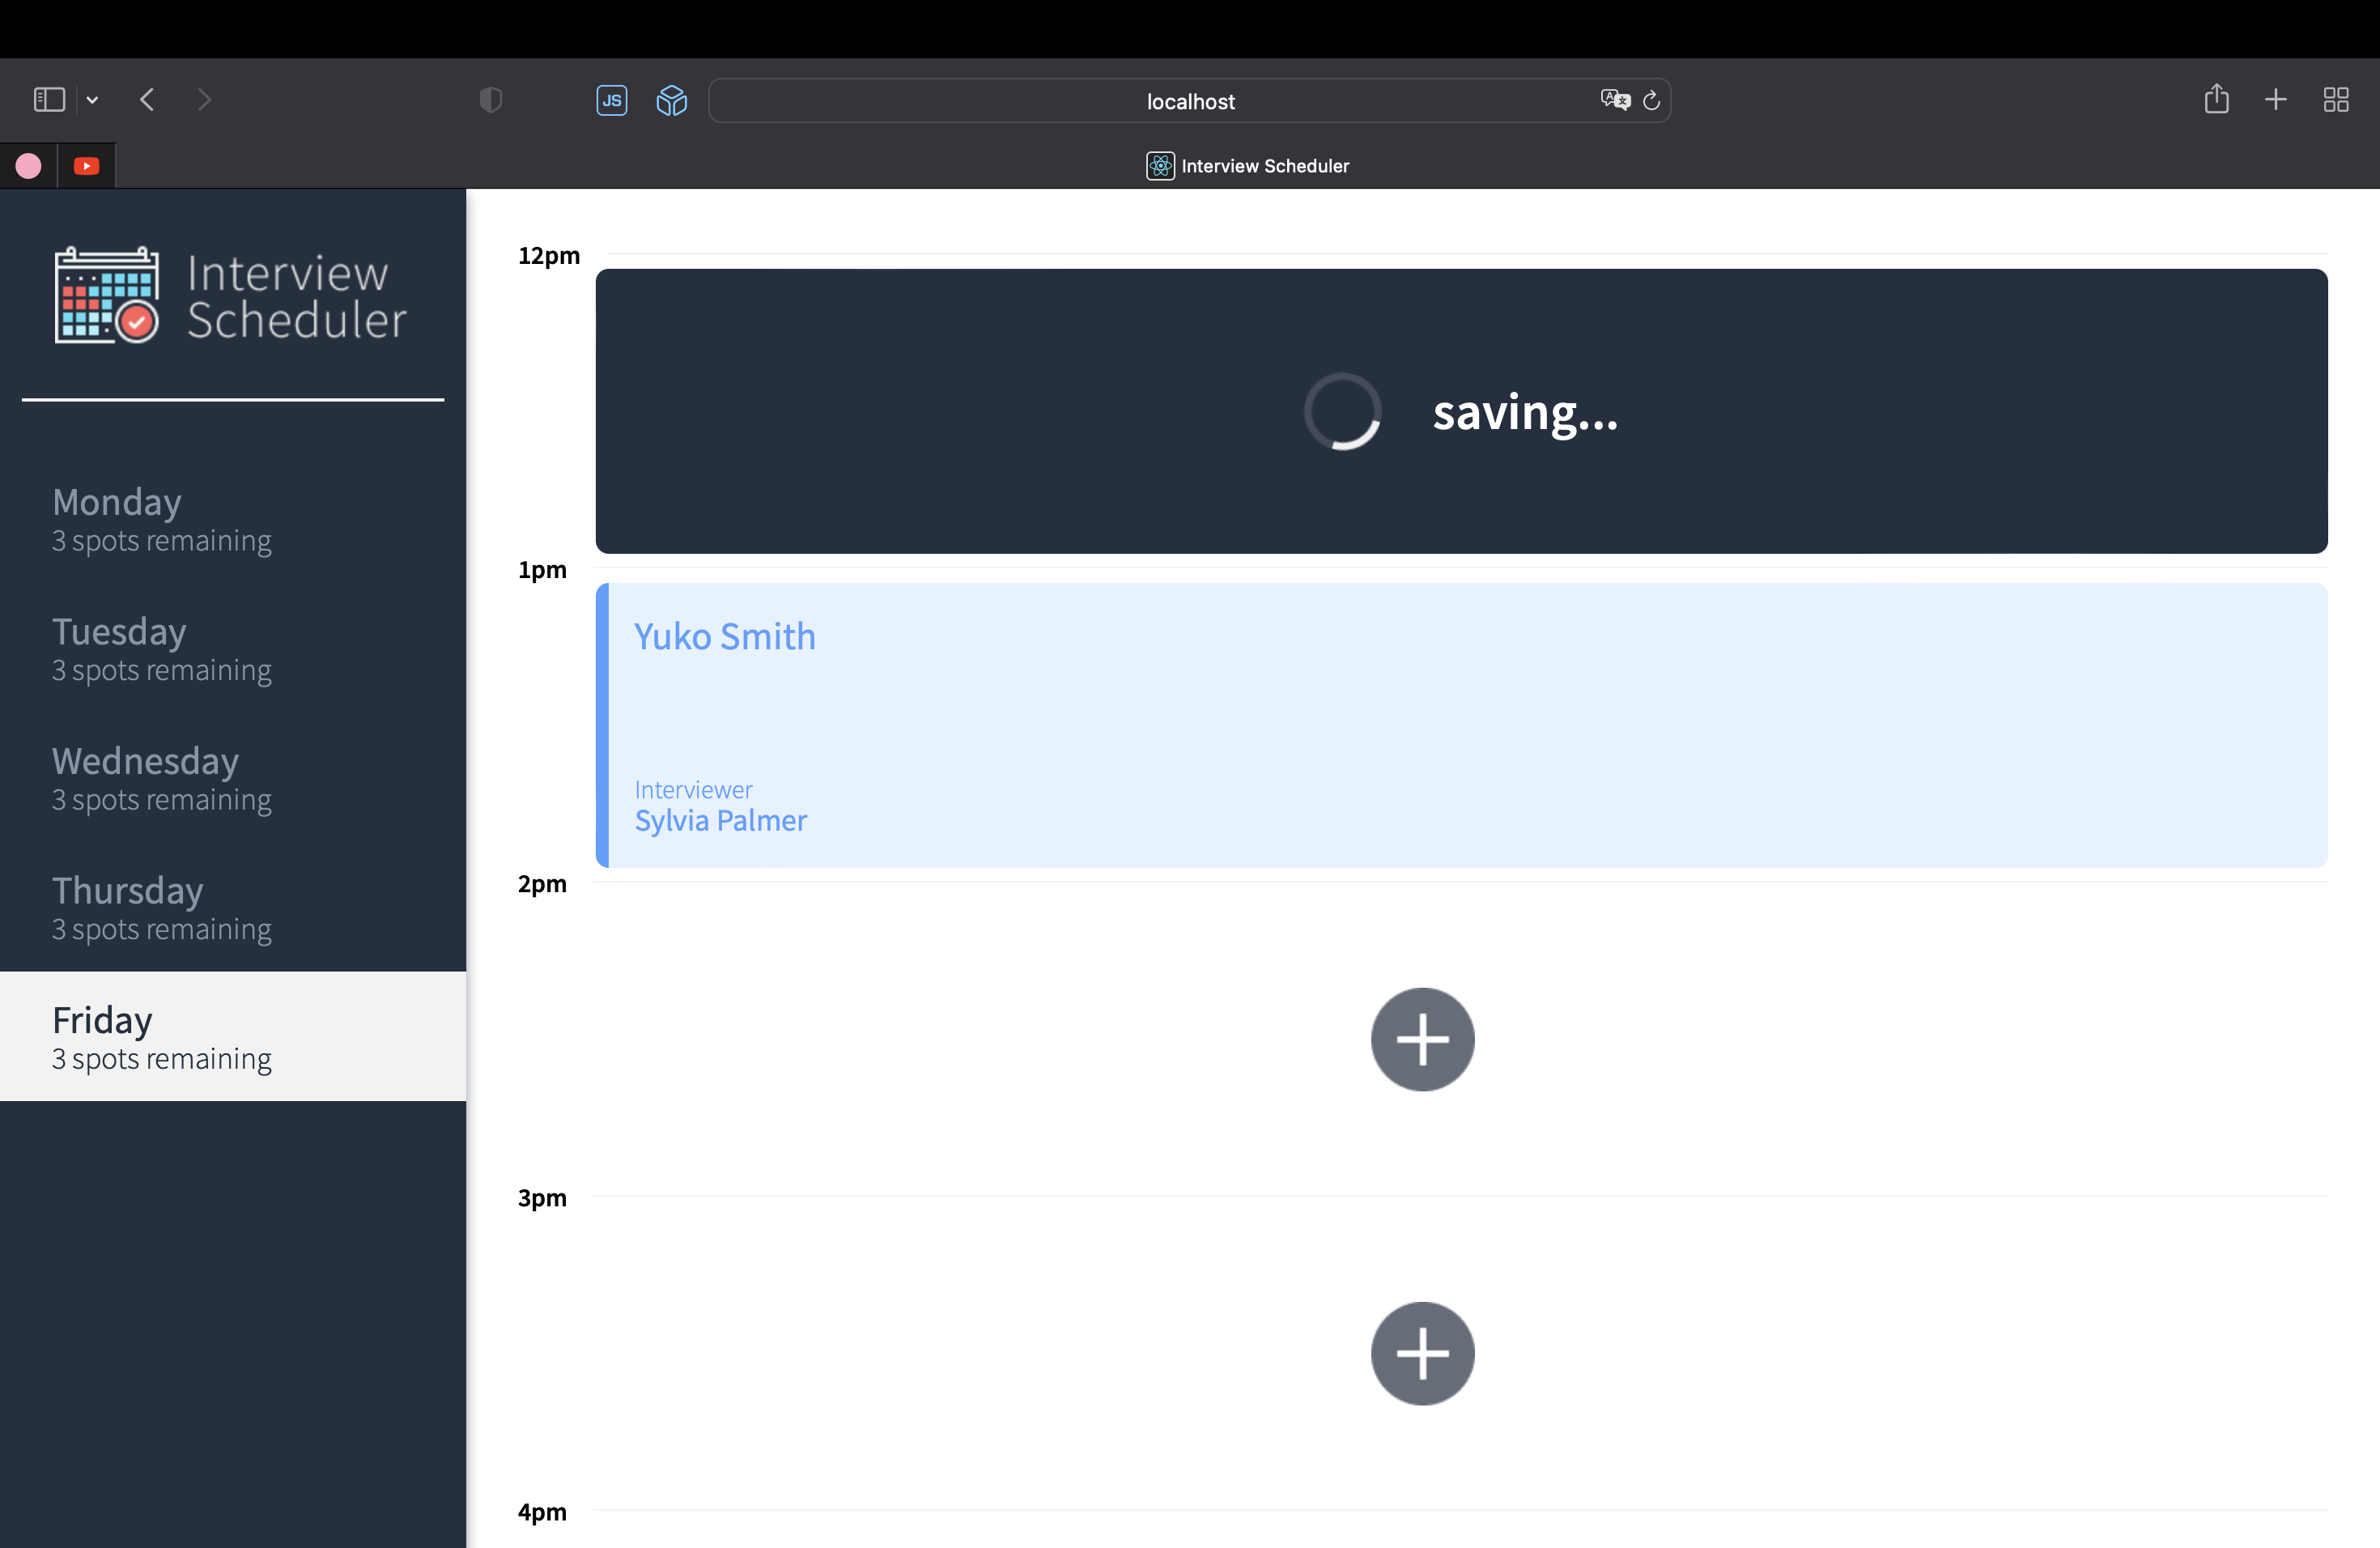 JS
localhost
Interview Scheduler
Interview
Scheduler
Monday
3 spots remaining
Tuesday
3 spots remaining
Wednesday
3 spots remaining
Thursday
3 spots remaining
Friday
3 spots remaining
12pm
saving...
1pm
Yuko Smith
Interviewer
Sylvia Palmer
2pm
3pm
4pm